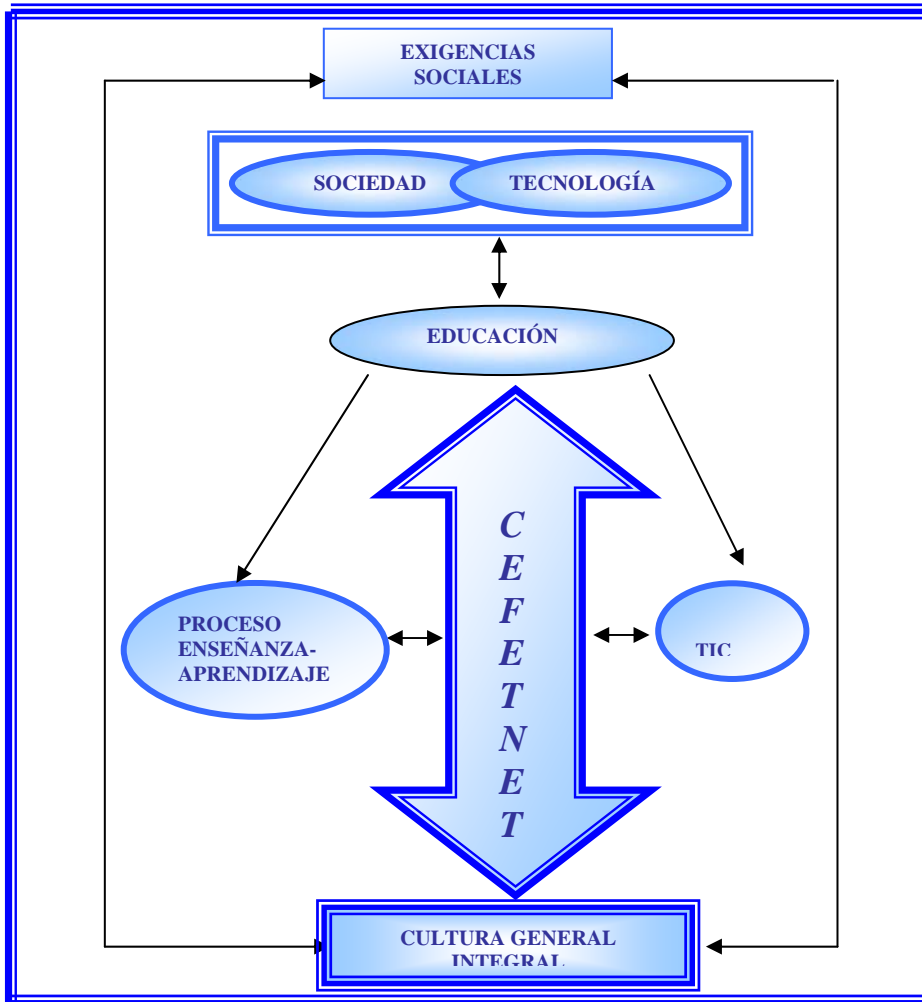 EXIGENCIAS
SOCIALES
SOCIEDAD
TECNOLOGÍA
EDUCACIÓN
C
E
F
E
T
N
E
T
PROCESO
ENSEÑANZA-
APRENDIZAJE
TIC
CULTURA GENERAL
INTEGRAL